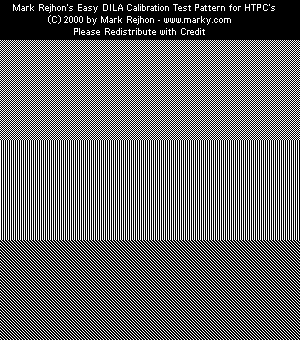 Mark Rejhon's Easy DILA Calibration Test Pattern for HTPC's
(C) 2000 by Mark Rejhon - www.marky.com
Please Redistribute with Credit